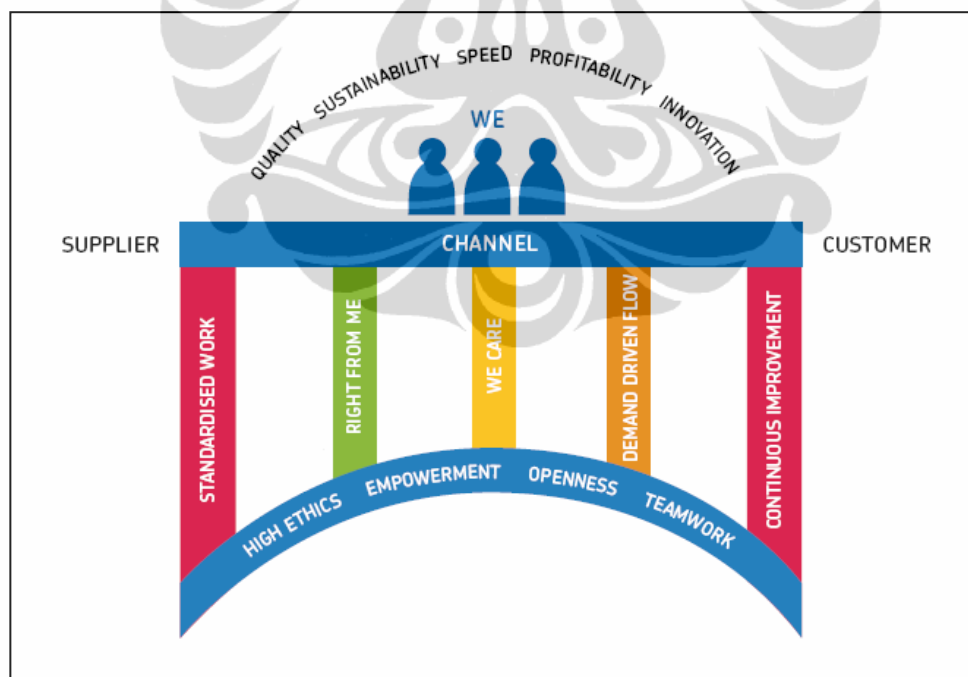 QUALITY SUSTAINABILITY SPEED PROFITABILITY INNOVATION
WE
SUPPLIER
CHANNEL
CUSTOMER
STANDARDISED WORK
RIGHT FROM ME
WE CARE
DEMAND DRIVEN FLOW
CONTINUOUS IMPROVEMENT
HIGH ETHICS EMPOWERMENT OPENNESS TEAMWORK